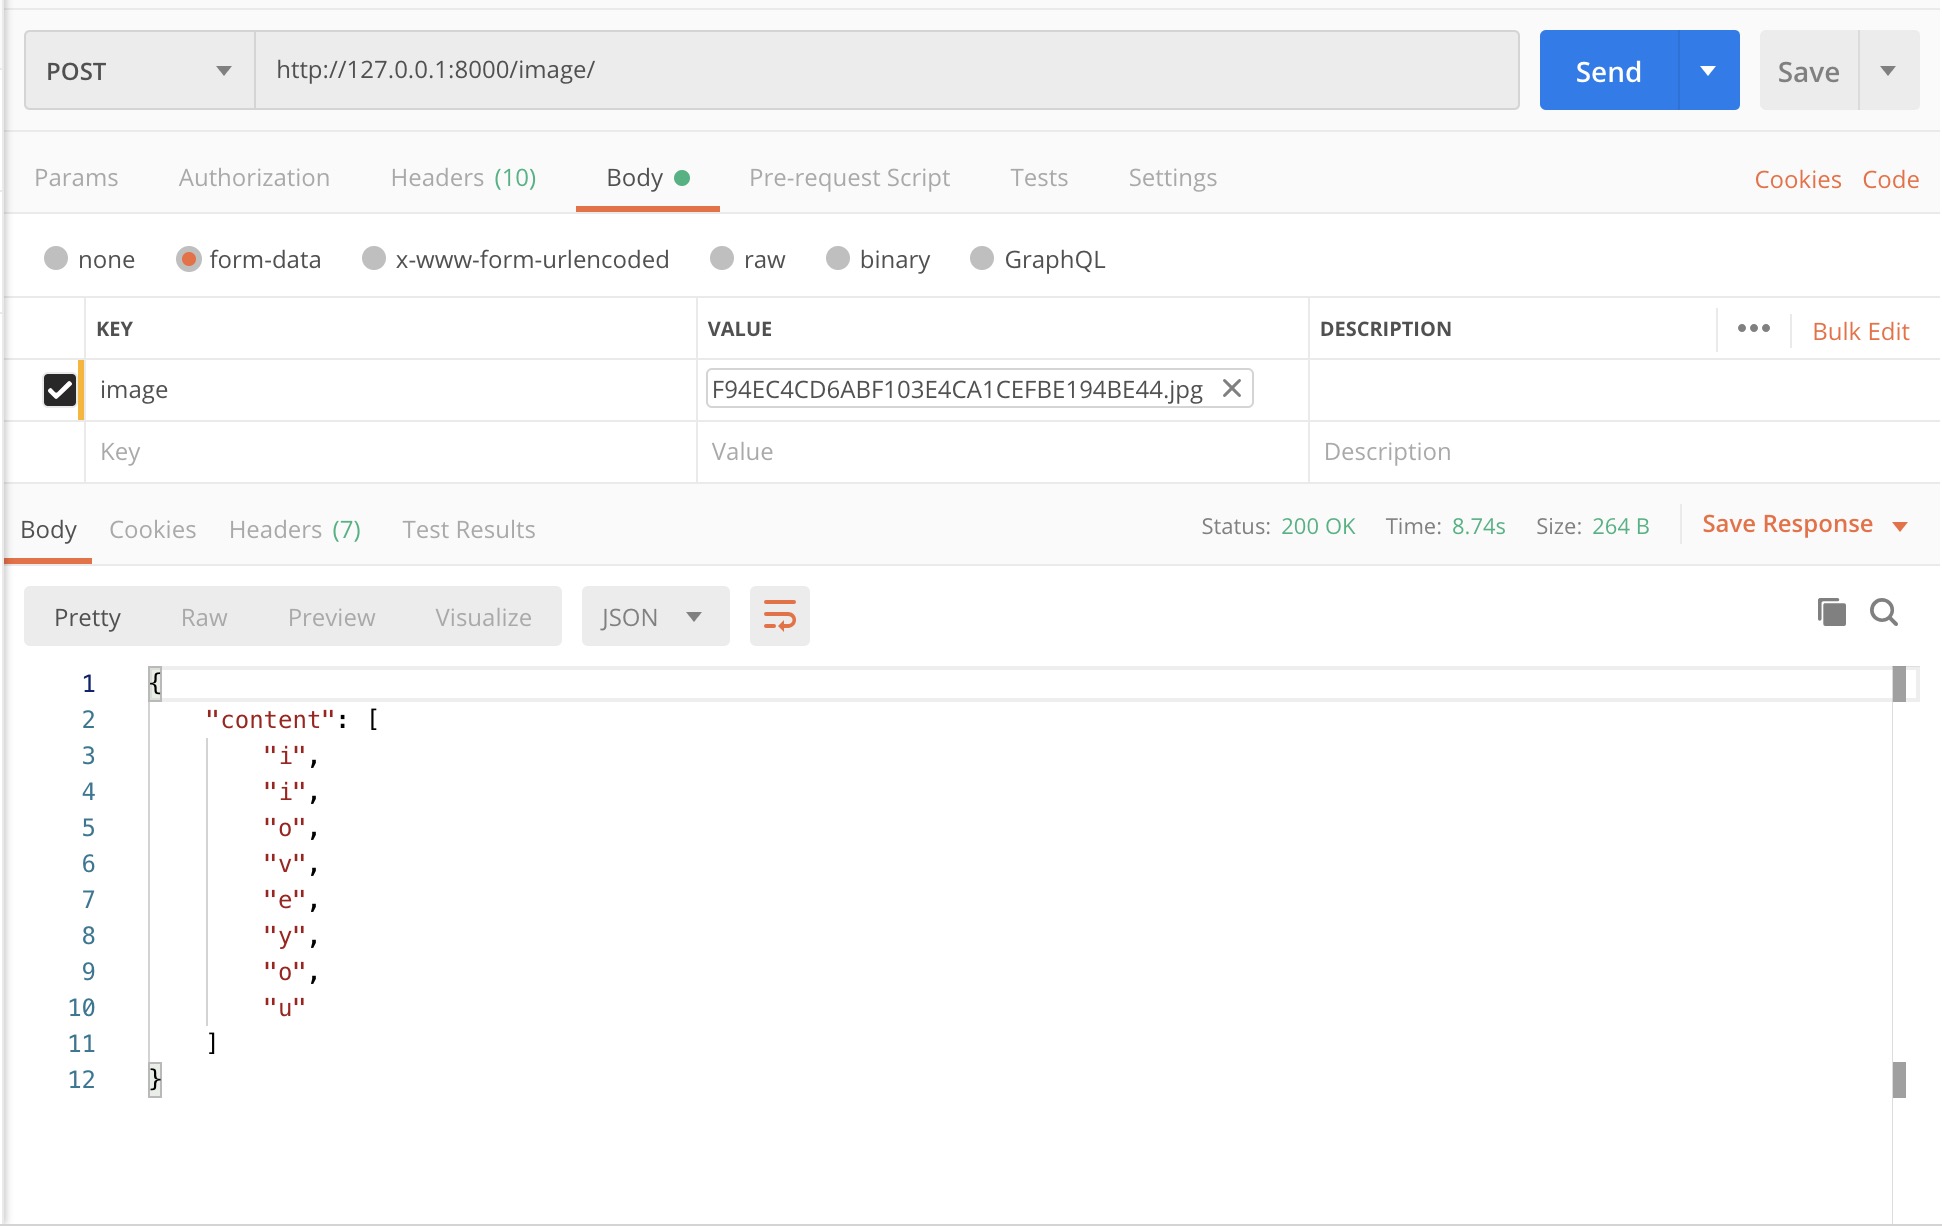 POST http://127.0.0.1:8000/image/ Send Save
Params Authorization Headers (10) Body Pre-request Script Tests Settings Cookies Code
none form-data x-www-form-urlencoded raw binary GraphQL
KEY VALUE DESCRIPTION ••• Bulk Edit
image F94EC4CD6ABF103E4CA1CEFBE194BE44.jpg
Key Value Description
Body Cookies Headers (7) Test Results Status: 200 OK Time: 8.74s Size: 264 B Save Response
Pretty Raw Preview Visualize JSON
1 {
2 "content": [
3 "i",
4 "i",
5 "o",
6 "v",
7 "e",
8 "y",
9 "o",
10 "u"
11 ]
12 }